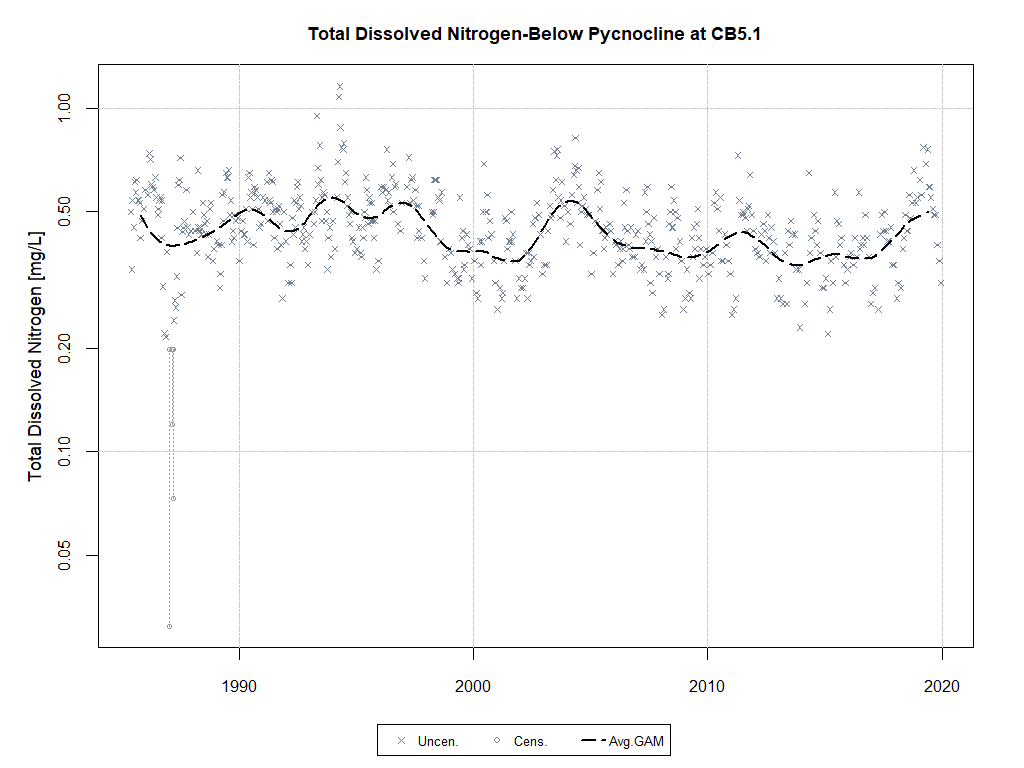 Total Dissolved Nitrogen-Below Pycnocline at CB5.1
Total Dissolved Nitrogen [mg/L]
1.00
0.50
0.20
0.10
0.05
1990 2000 2010 2020
Uncen. Cens. Avg.GAM